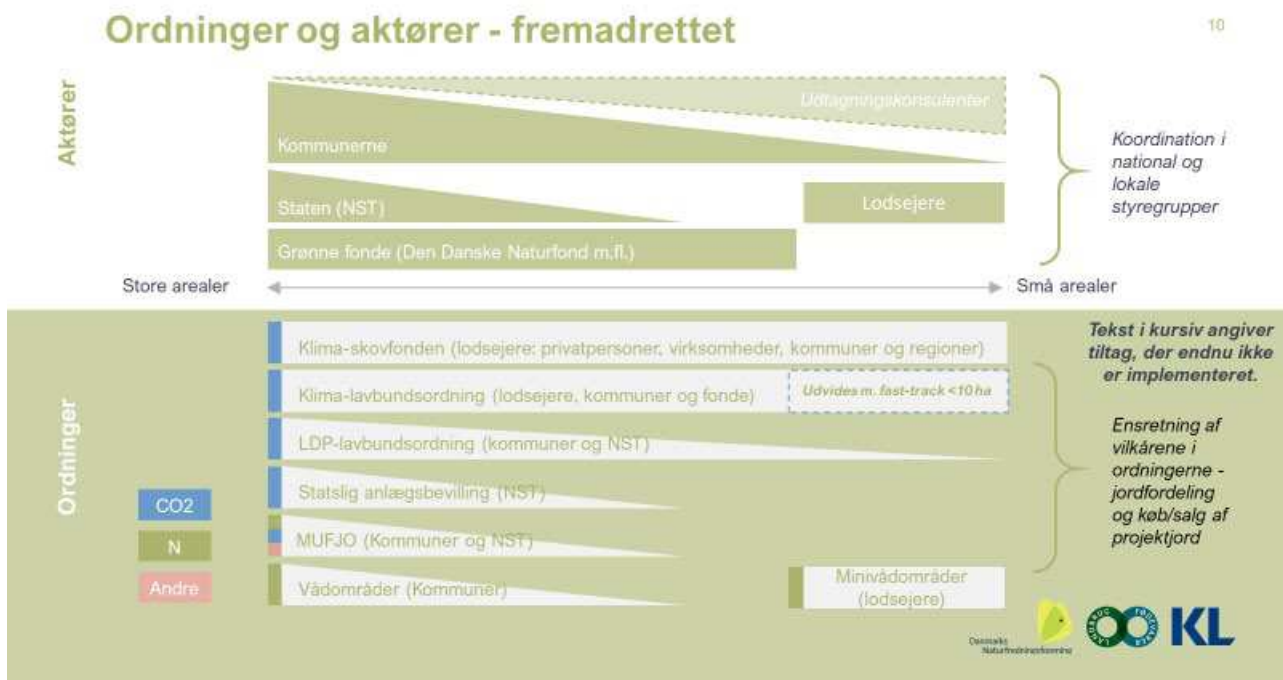 Ordninger og aktører - fremadrettet
10
Aktører
Udtagningskonsulenter
Kommunerne
Staten (NST)
Lodsejere
Grønne fonde (Den Danske Naturfond m.fl.)
Koordination i
national og
lokale
styregrupper
Store arealer
Små arealer
Ordninger
Klima-skovfonden (lodsejere: privatpersoner, virksomheder, kommuner og regioner)
Klima-lavbundsordning (lodsejere, kommuner og fonde)
Udvides m. fast-track <10 ha
LDP-lavbundsordning (kommuner og NST)
Statslig anlægsbevilling (NST)
MUFJO (Kommuner og NST)
Vådområder (Kommuner)
Minivådområder
(lodsejere)
CO2
N
Andre
Tekst i kursiv angiver
tiltag, der endnu ikke
er implementeret.
Ensretning af
vilkårene i
ordningerne -
jordfordeling
og køb/salg af
projektjord
Danmarks
Naturfredningsforening
LANDBRUG FØDEVARER
KL